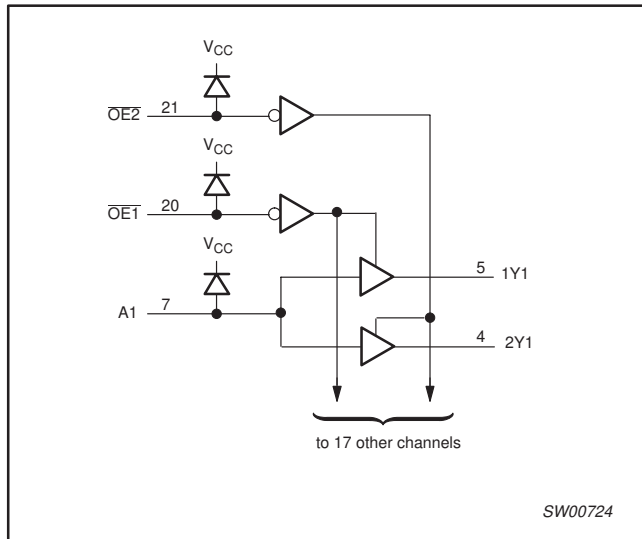 VCC
OE2 21
VCC
OE1 20
VCC
A1 7
5 1Y1
4 2Y1
to 17 other channels
SW00724